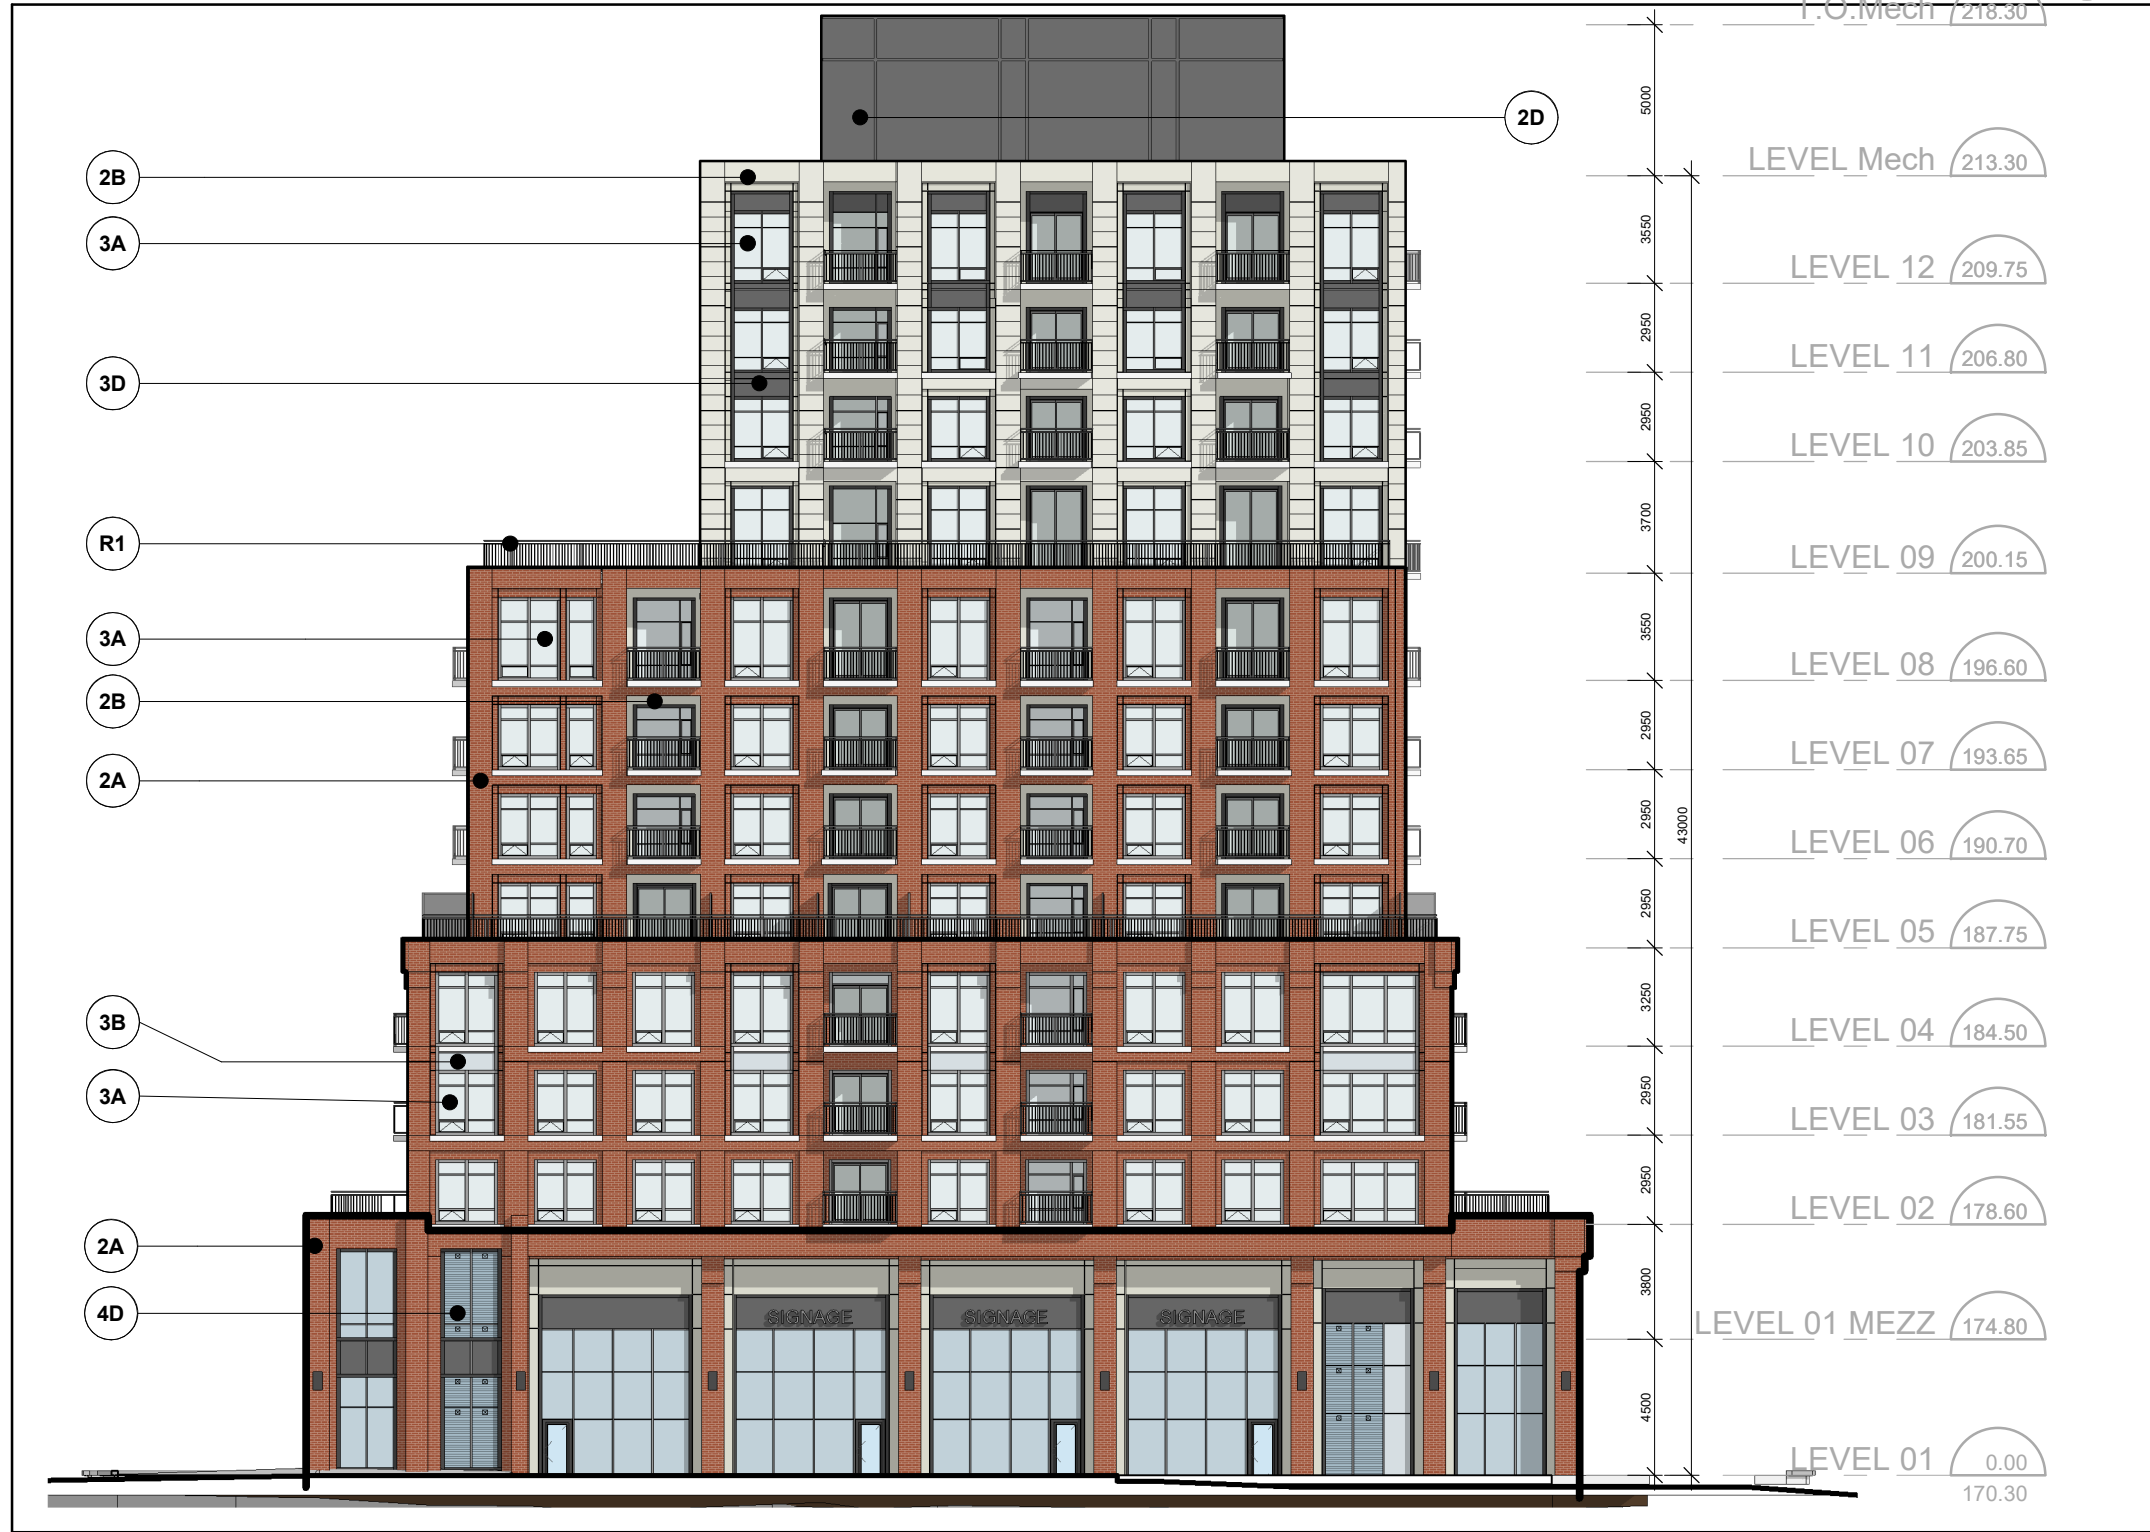 T.O.Mech 218.30
2D
5000
LEVEL Mech 213.30
2B
3A
3550
LEVEL 12 209.75
2950
LEVEL 11 206.80
3D
2950
LEVEL 10 203.85
3700
R1
LEVEL 09 200.15
3A
3550
LEVEL 08 196.60
2B
2950
LEVEL 07 193.65
2A
2950
43000
LEVEL 06 190.70
2950
LEVEL 05 187.75
3B
3250
LEVEL 04 184.50
3A
2950
LEVEL 03 181.55
2950
LEVEL 02 178.60
2A
3800
4D
SIGNAGE SIGNAGE SIGNAGE
LEVEL 01 MEZZ 174.80
4500
LEVEL 01 0.00
170.30